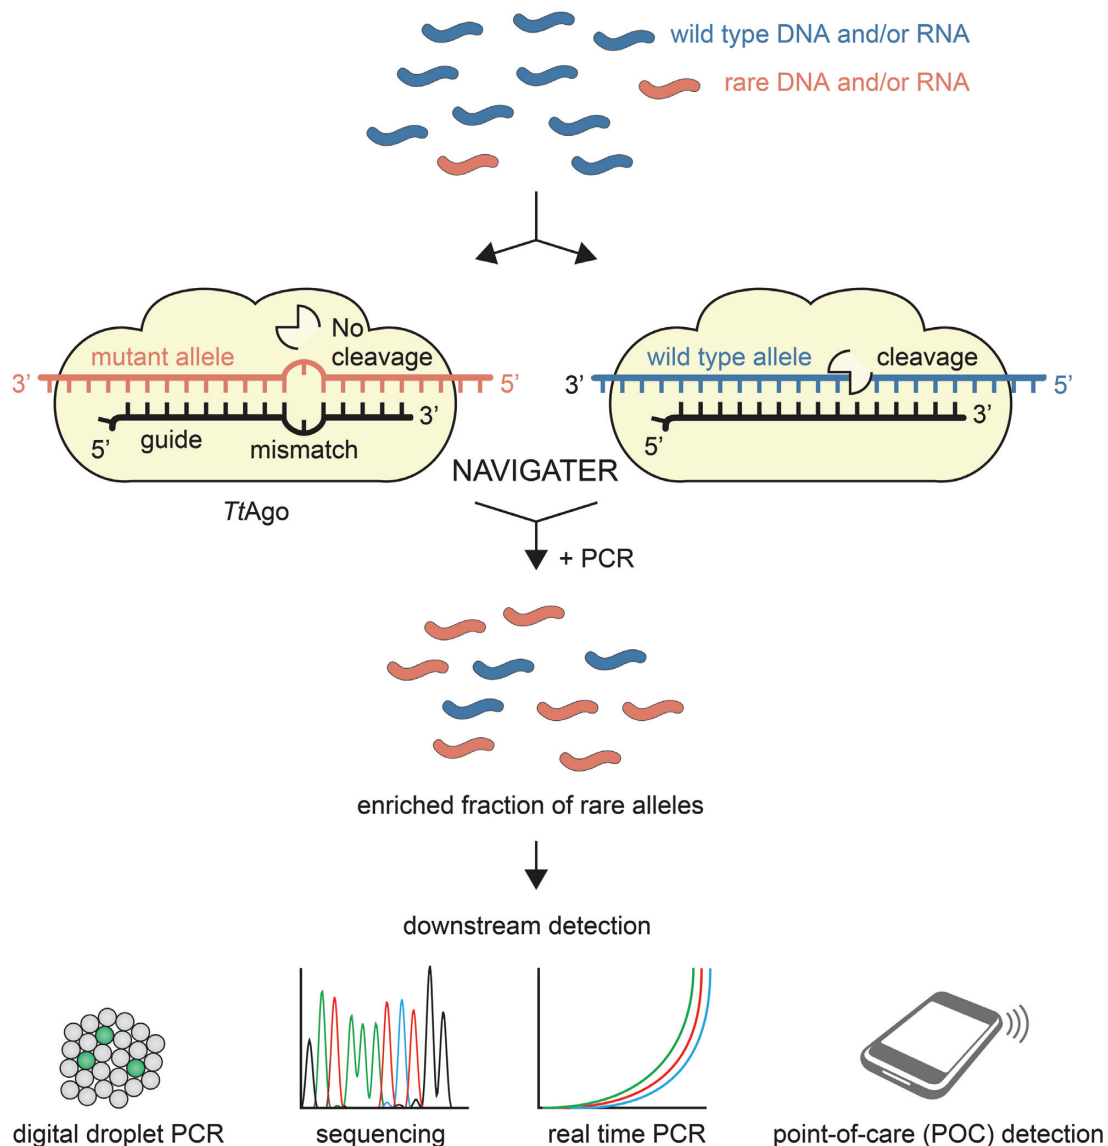 wild type DNA and/or RNA
rare DNA and/or RNA
No
mutant allele
cleavage
3’
5’
guide
mismatch
5’
3’
TtAgo
wild type allele
cleavage
3’
5’
5’
3’
NAVIGATER
+ PCR
enriched fraction of rare alleles
downstream detection
digital droplet PCR
sequencing
real time PCR
point-of-care (POC) detection